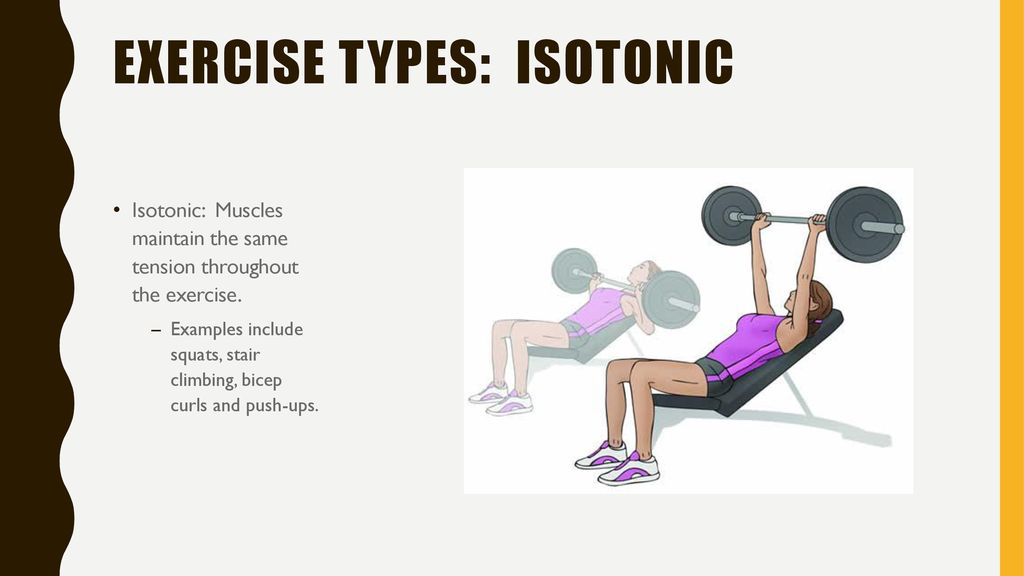 EXERCISE TYPES: ISOTONIC
• Isotonic: Muscles
maintain the same
tension throughout
the exercise.
– Examples include
squats, stair
climbing, bicep
curls and push-ups.